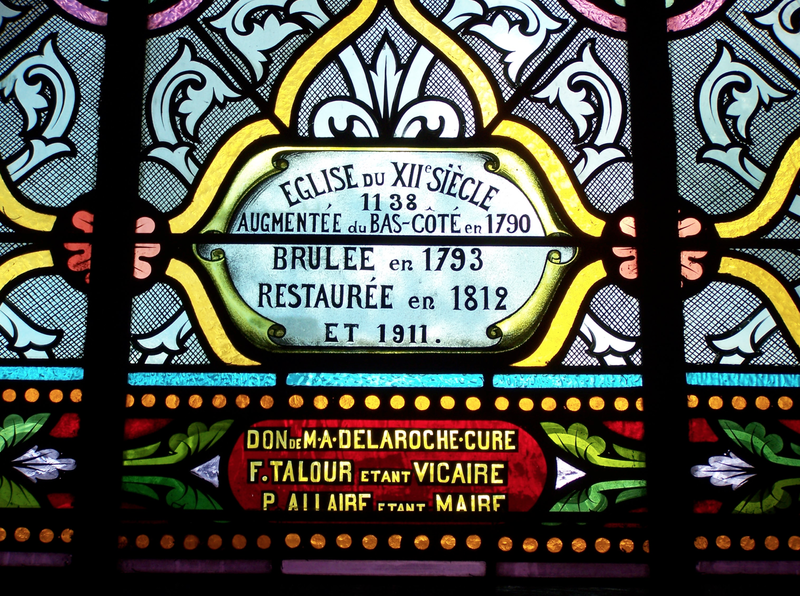 EGLISE DU XIIe SIÈCLE
1138
AUGMENTÉE du BAS-CÔTÉ en 1790
BRULEE en 1793
RESTAURÉE en 1812
ET 1911.
DON DE M·A·DELAROCHE·CURE
F. TALOUR ETANT VICAIRE
P. ALLAIRE ETANT MAIRE